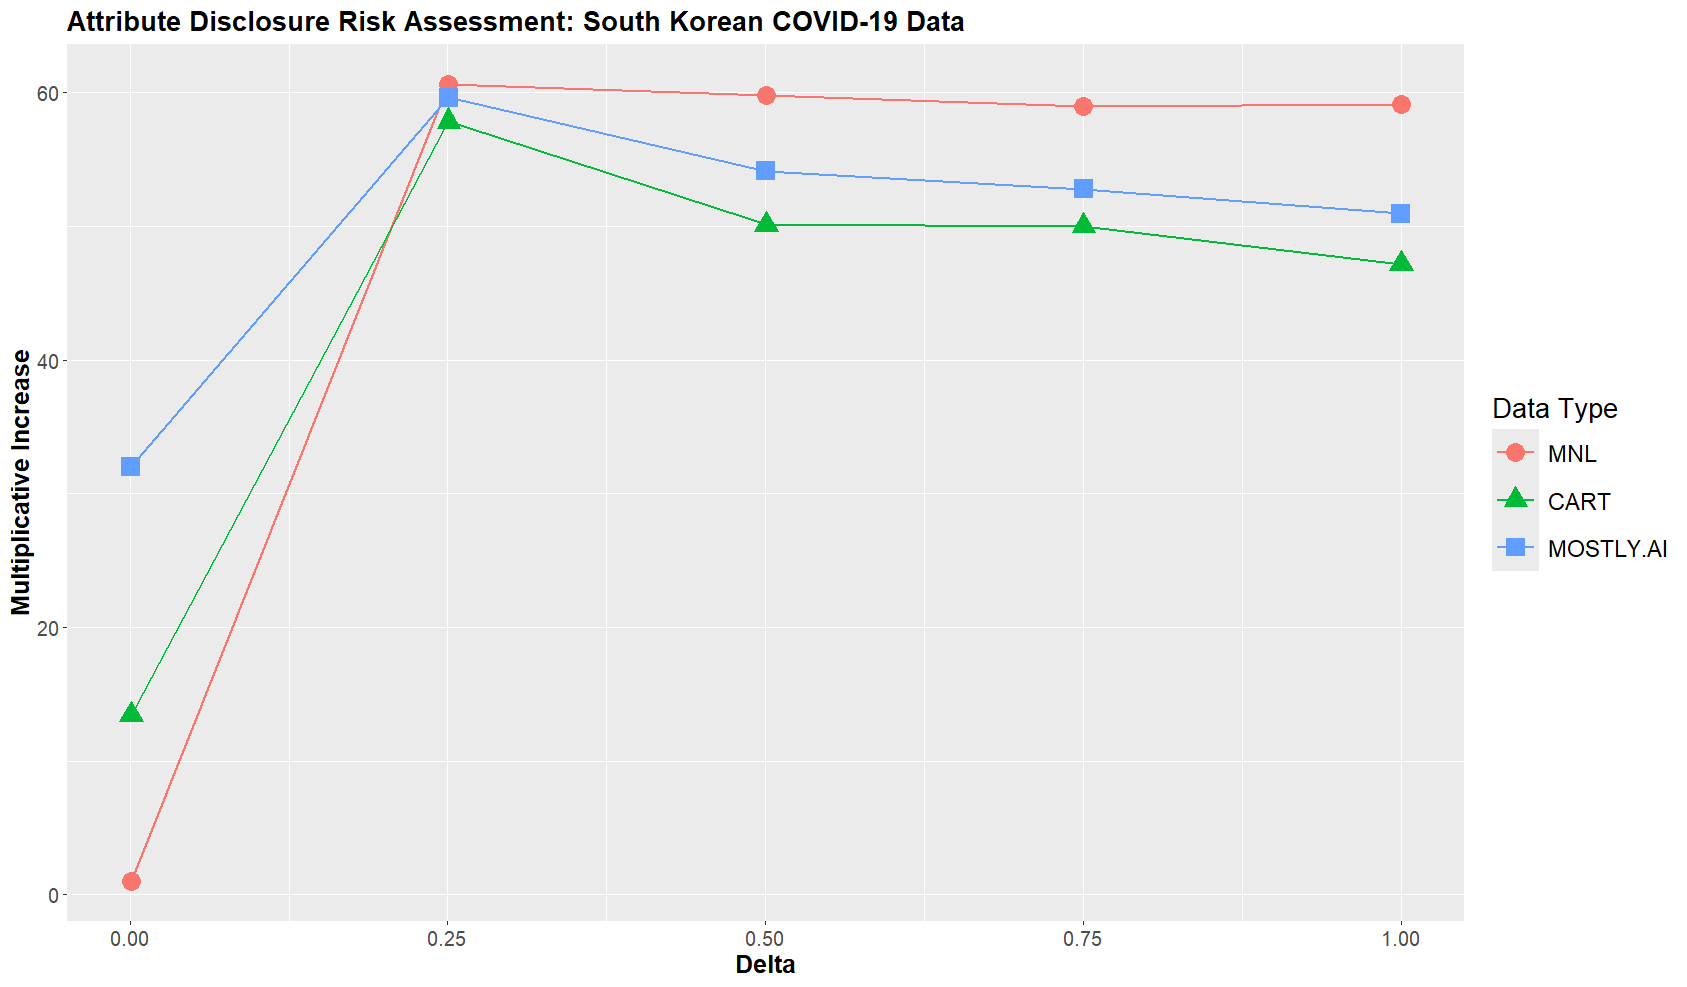 Attribute Disclosure Risk Assessment: South Korean COVID-19 Data
Multiplicative Increase
60
40
20
0
0.00 0.25 0.50 0.75 1.00
Delta
Data Type
MNL
CART
MOSTLY.AI